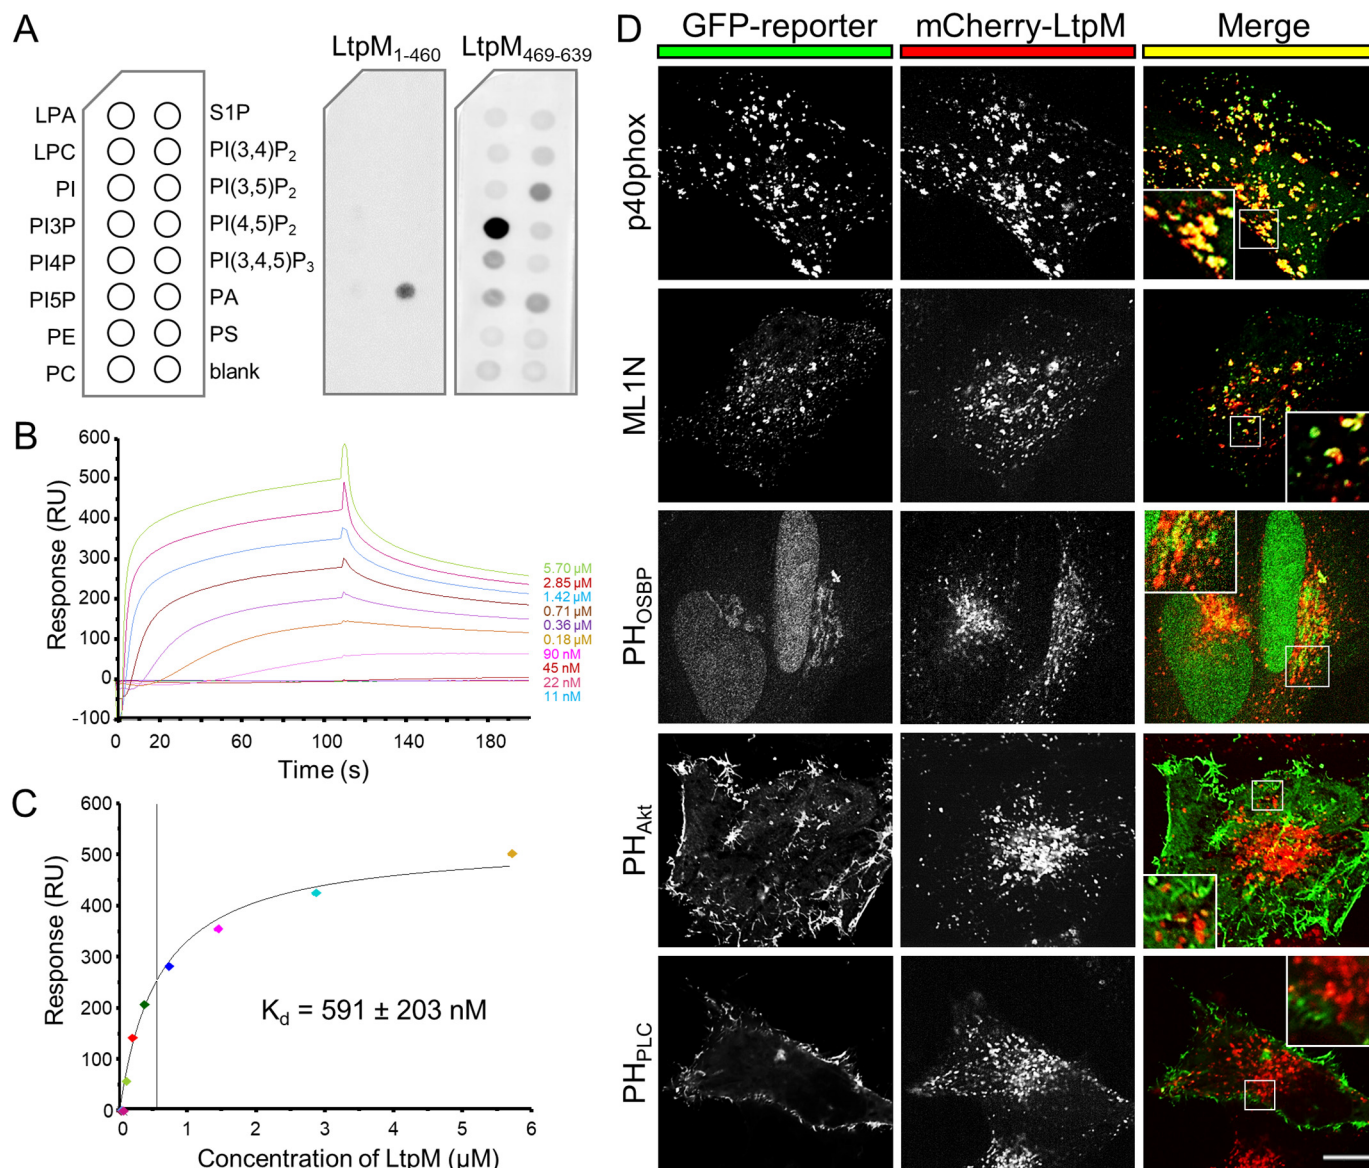 A
LtpM1-460
LtpM469-639
LPA
S1P
LPC
PI(3,4)P2
PI
PI(3,5)P2
PI3P
PI(4,5)P2
PI4P
PI(3,4,5)P3
PI5P
PA
PE
PS
PC
blank
B
Response (RU)
600
500
400
300
200
100
0
-100
0
20
60
100
140
180
Time (s)
5.70 µM
2.85 µM
1.42 µM
0.71 µM
0.36 µM
0.18 µM
90 nM
45 nM
22 nM
11 nM
C
Response (RU)
600
500
400
300
200
100
0
0
1
2
3
4
5
6
Kd = 591 ± 203 nM
Concentration of LtpM (µM)
D
GFP-reporter
mCherry-LtpM
Merge
p40phox
ML1N
PHOSBP
PHAkt
PHPLC